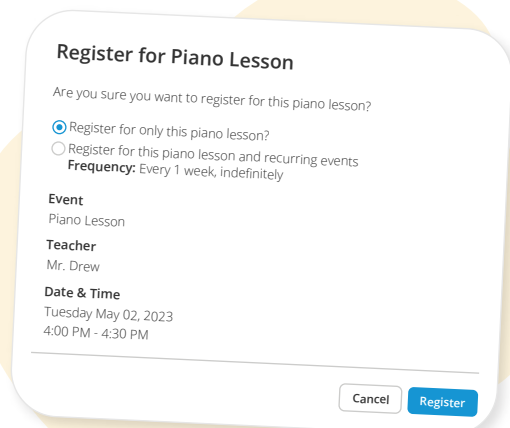 Register for Piano Lesson
Are you sure you want to register for this piano lesson?
Register for only this piano lesson?
Register for this piano lesson and recurring events
Frequency: Every 1 week, indefinitely
Event
Piano Lesson
Teacher
Mr. Drew
Date & Time
Tuesday May 02, 2023
4:00 PM - 4:30 PM
Cancel
Register